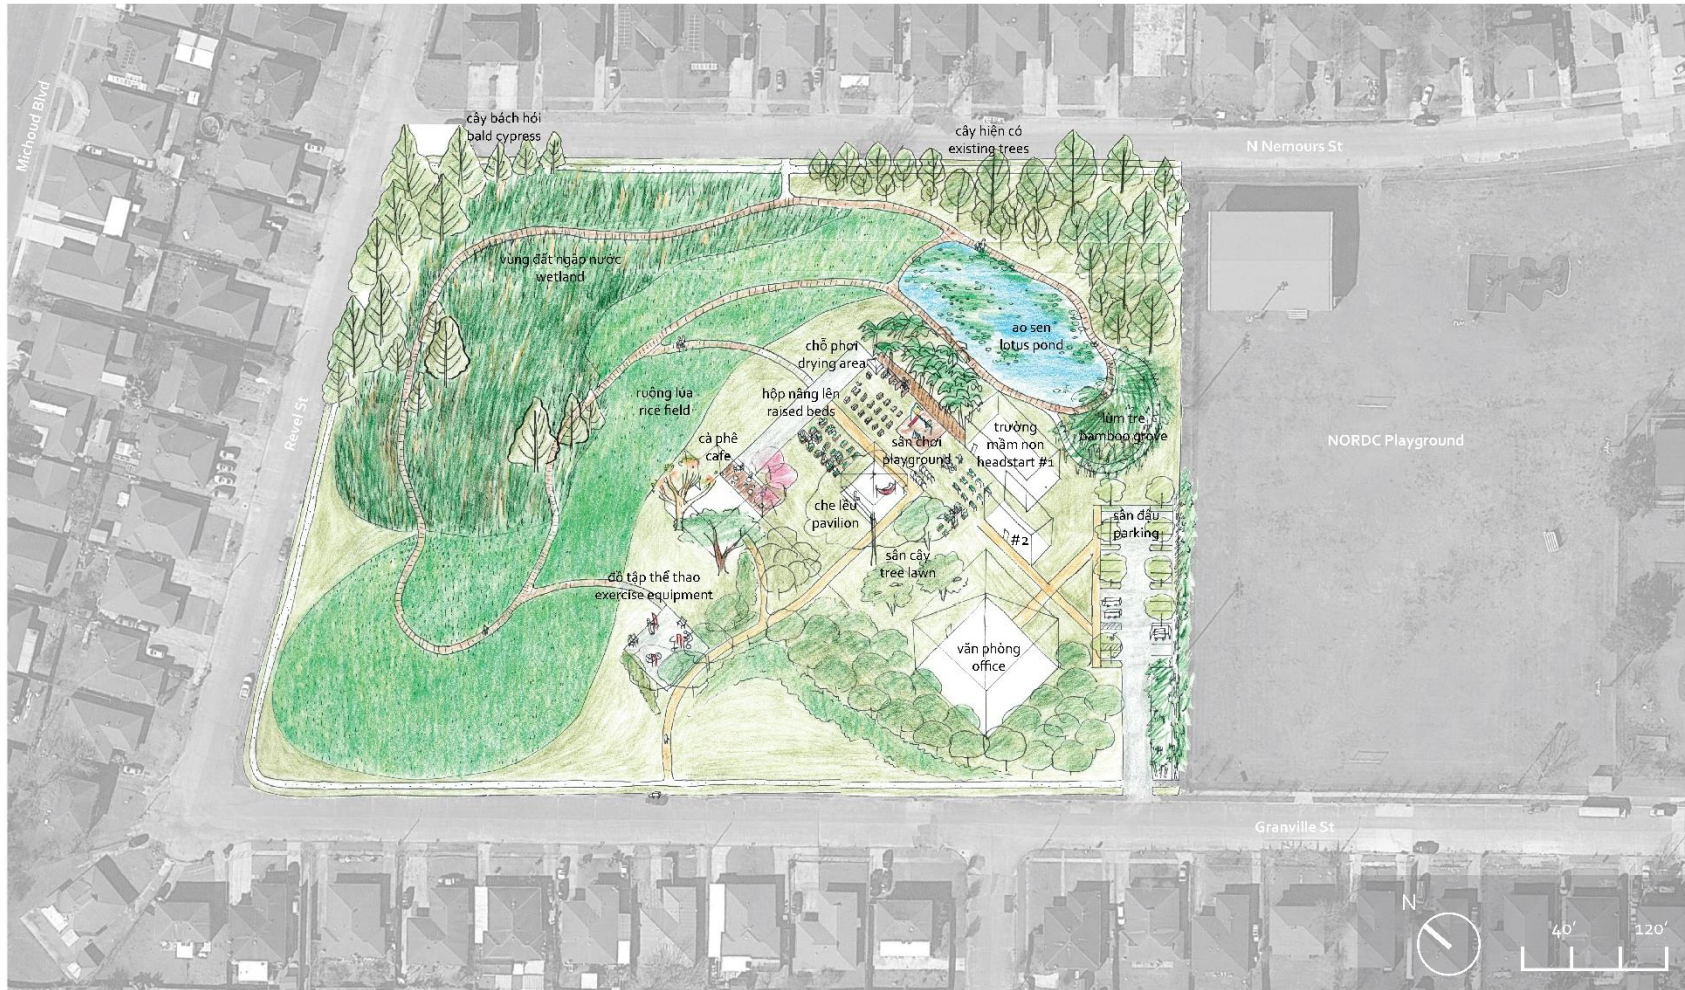 cây bách hói
bald cypress
cây hiện có
existing trees
N Nemours St
Michoud Blvd
vùng đất ngập nước
wetland
ao sen
lotus pond
chỗ phơi
drying area
ruộng lúa
rice field
hộp nâng lên
raised beds
sân chơi
playground
trường
mầm non
headstart #1
lùm tre
bamboo grove
NORDC Playground
Revel St
cà phê
cafe
che lều
pavilion
#2
sân đậu
parking
sân cây
tree lawn
đồ tập thể thao
exercise equipment
văn phòng
office
Granville St
N
40'
120'